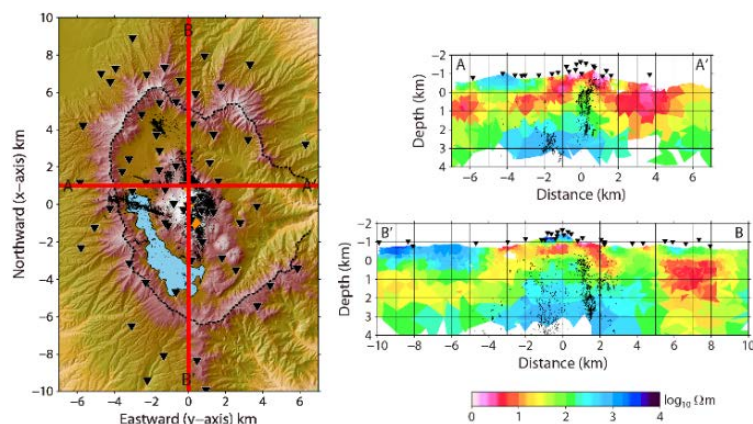 10
8
6
4
2
0
−2
−4
−6
−8
−10
Northward (x−axis) km
B
A
A'
B'
−6 −4 −2 0 2 4 6
Eastward (y−axis) km
A
A'
−2
−1
0
1
2
3
4
Depth (km)
−6 −4 −2 0 2 4 6
Distance (km)
B'
B
−2
−1
0
1
2
3
4
Depth (km)
−10 −8 −6 −4 −2 0 2 4 6 8 10
Distance (km)
log10 Ωm
0 1 2 3 4